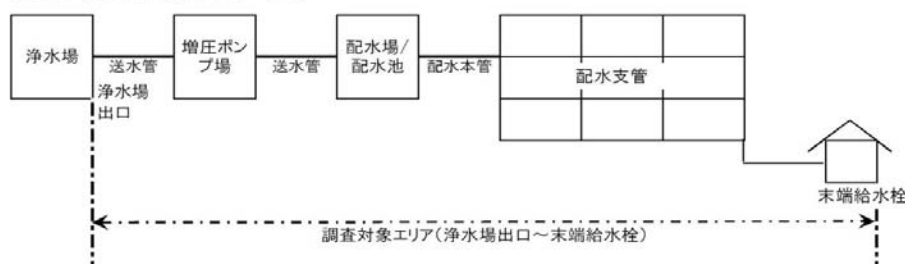 浄水場
送水管
浄水場
出口
増圧ポン
プ場
送水管
配水場/
配水池
配水本管
配水支管
末端給水栓
調査対象エリア(浄水場出口～末端給水栓)